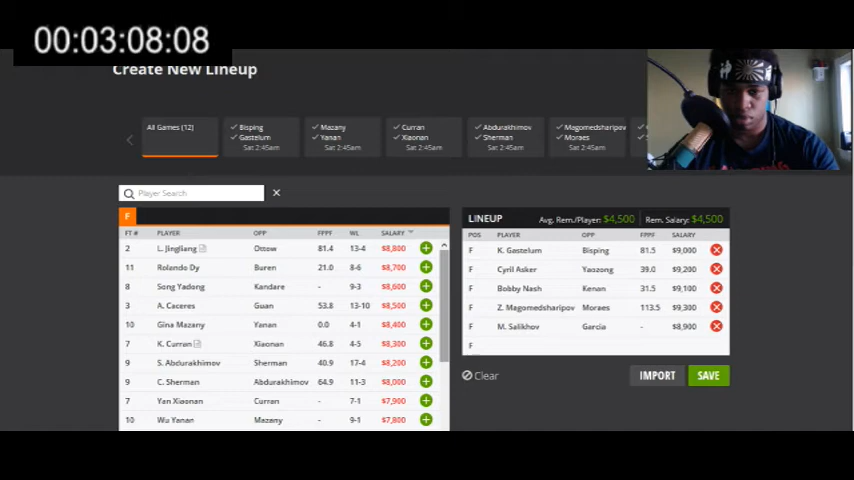 00:03:08:08
Create New Lineup
All Games (12)
Bisping
Gastelum
Sat 2:45am
Mazany
Yanan
Sat 2:45am
Curran
Xiaonan
Sat 2:45am
Abdurakhimov
Sherman
Sat 2:45am
Magomedsharipov
Moraes
Sat 2:45am
Player Search
F
FT # PLAYER OPP FPPF WL SALARY
2 L. Jingliang Ottow 81.4 13-4 $8,800
11 Rolando Dy Buren 21.0 8-6 $8,700
8 Song Yadong Kandare - 9-3 $8,600
3 A. Caceres Guan 53.8 13-10 $8,500
10 Gina Mazany Yanan 0.0 4-1 $8,400
7 K. Curran Xiaonan 46.8 4-5 $8,300
9 S. Abdurakhimov Sherman 40.9 17-4 $8,200
9 C. Sherman Abdurakhimov 64.9 11-3 $8,000
7 Yan Xiaonan Curran - 7-1 $7,900
10 Wu Yanan Mazany - 9-1 $7,800
LINEUP Avg. Rem./Player: $4,500 Rem. Salary: $4,500
POS PLAYER OPP FPPF SALARY
F K. Gastelum Bisping 81.5 $9,000
F Cyril Asker Yaozong 39.0 $9,200
F Bobby Nash Kenan 31.5 $9,100
F Z. Magomedsharipov Moraes 113.5 $9,300
F M. Salikhov Garcia - $8,900
F
Clear IMPORT SAVE